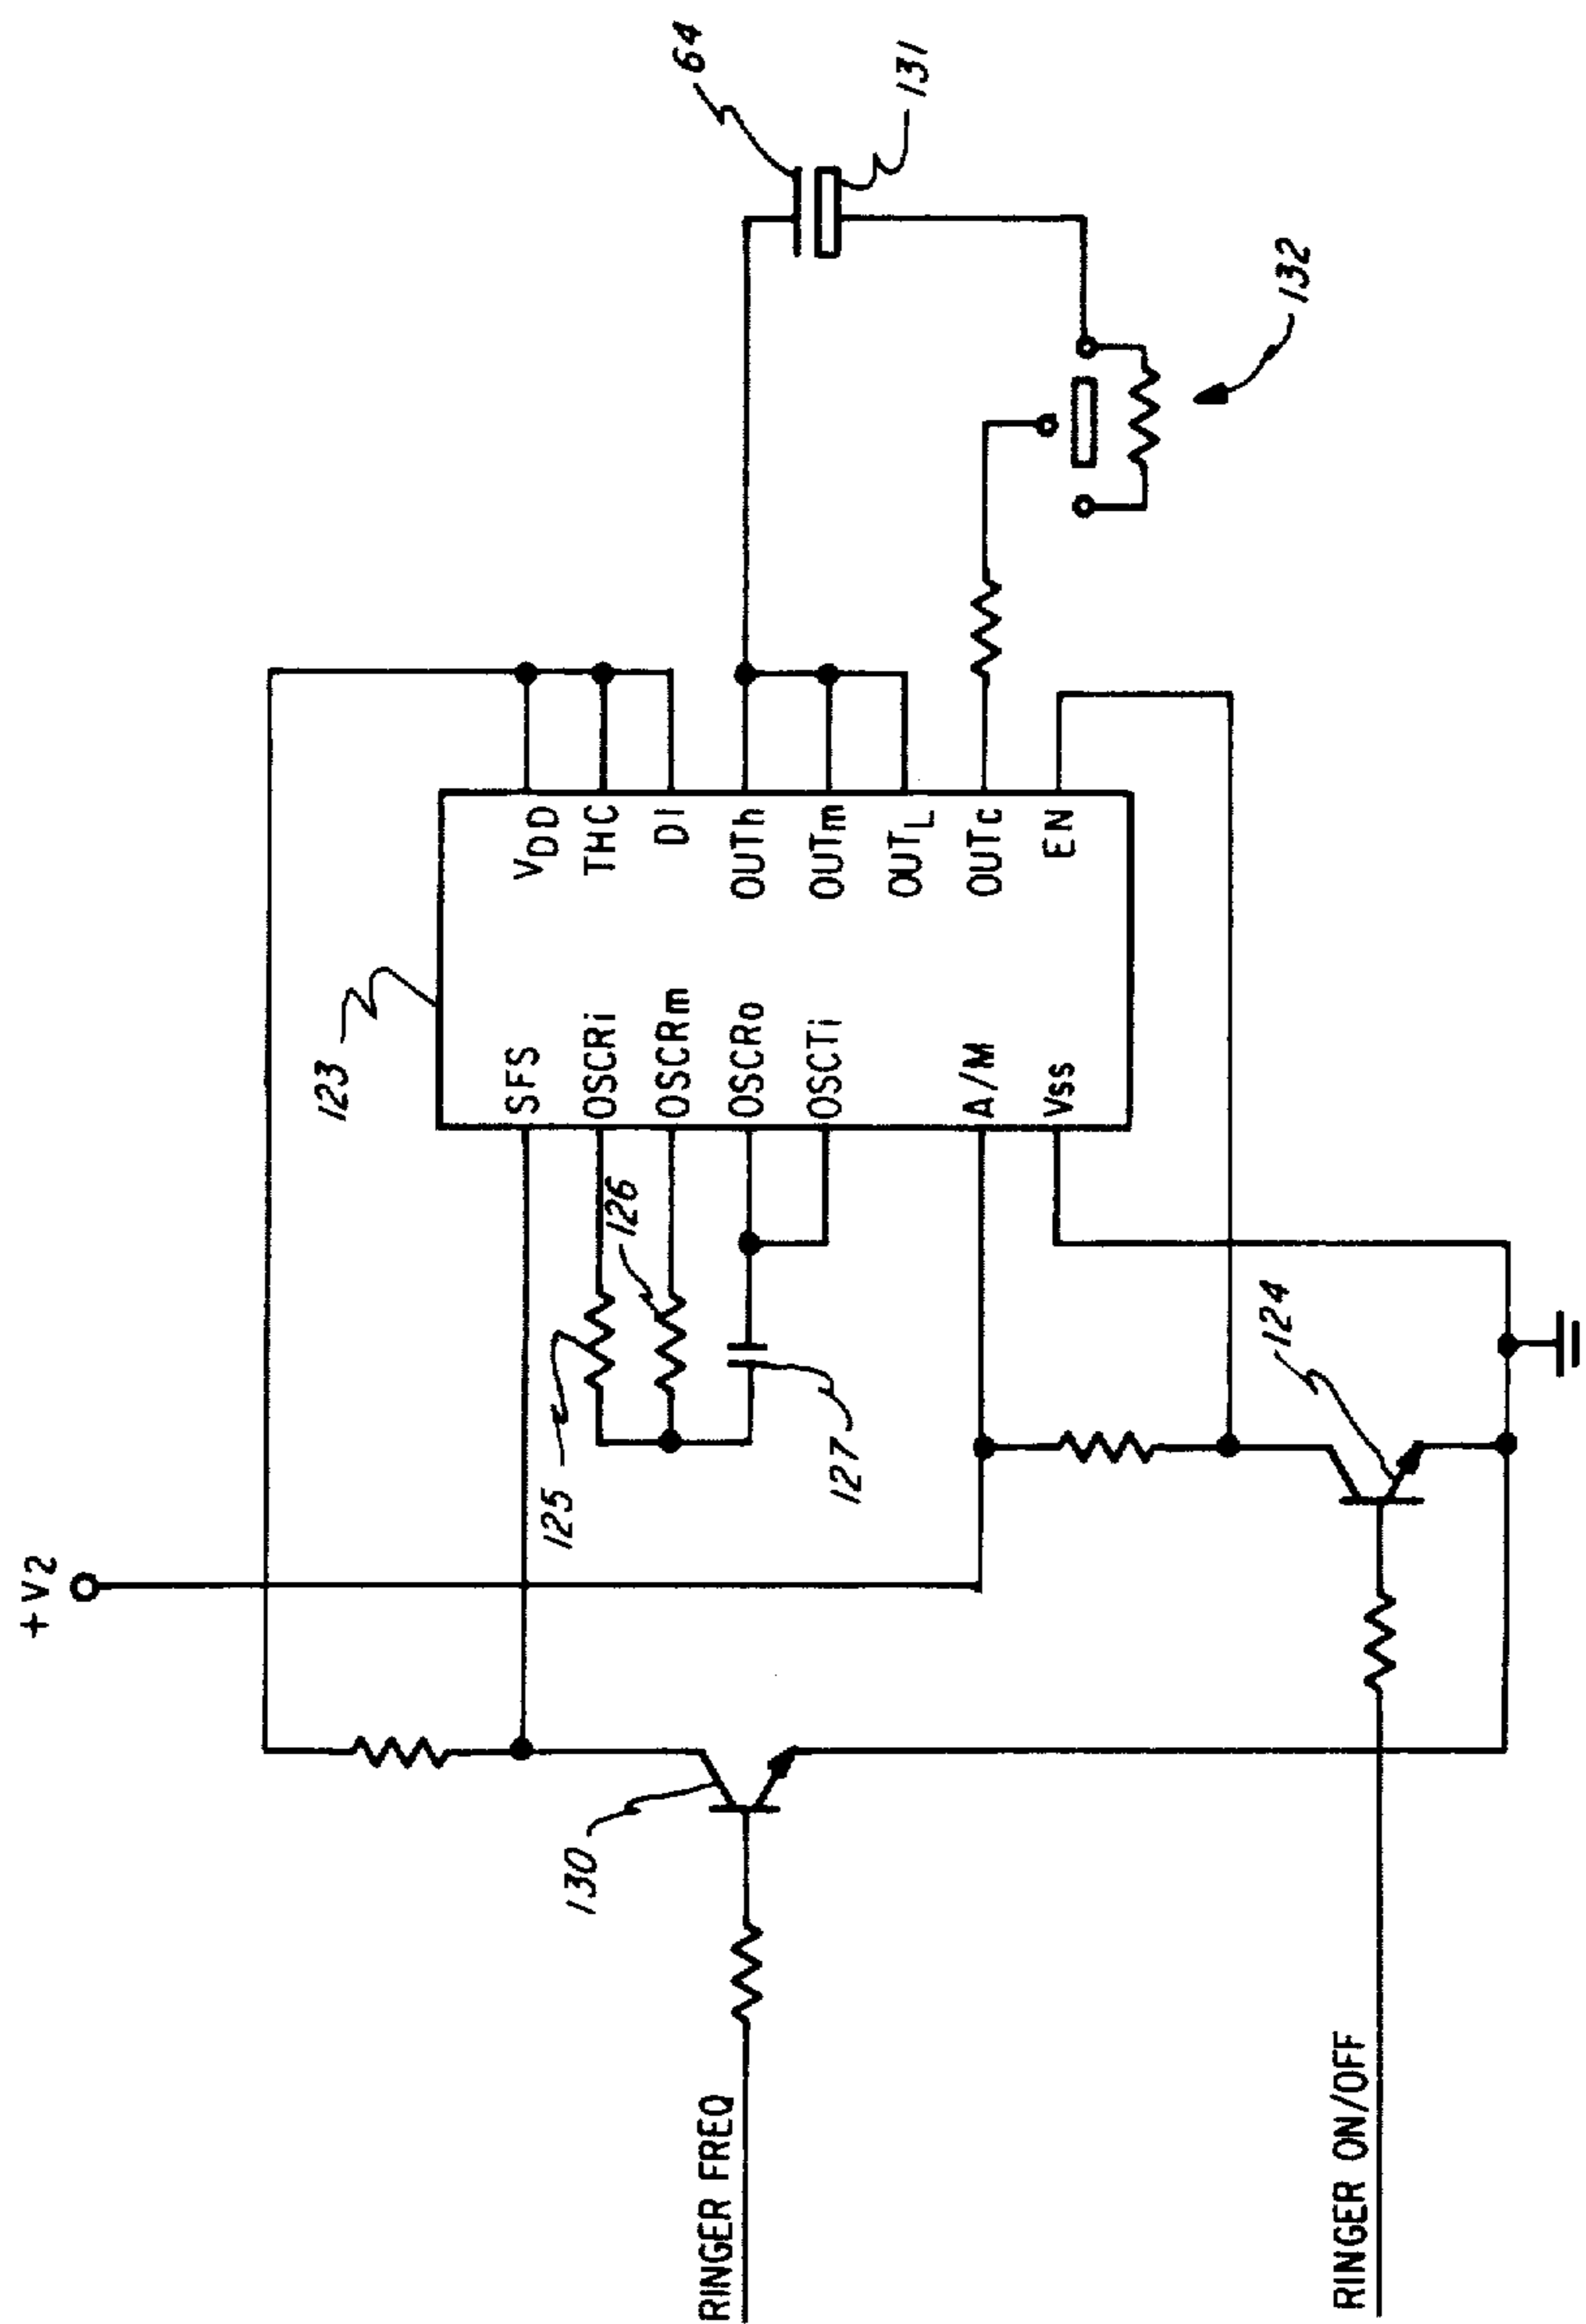 +V2
123
64
131
132
SFS
OSCRi
OSCRm
OSCRo
OSCTi
A/M
Vss
VDD
THC
DI
OUTh
OUTm
OUTL
OUTc
EN
125
126
127
130
124
RINGER FREQ
RINGER ON/OFF